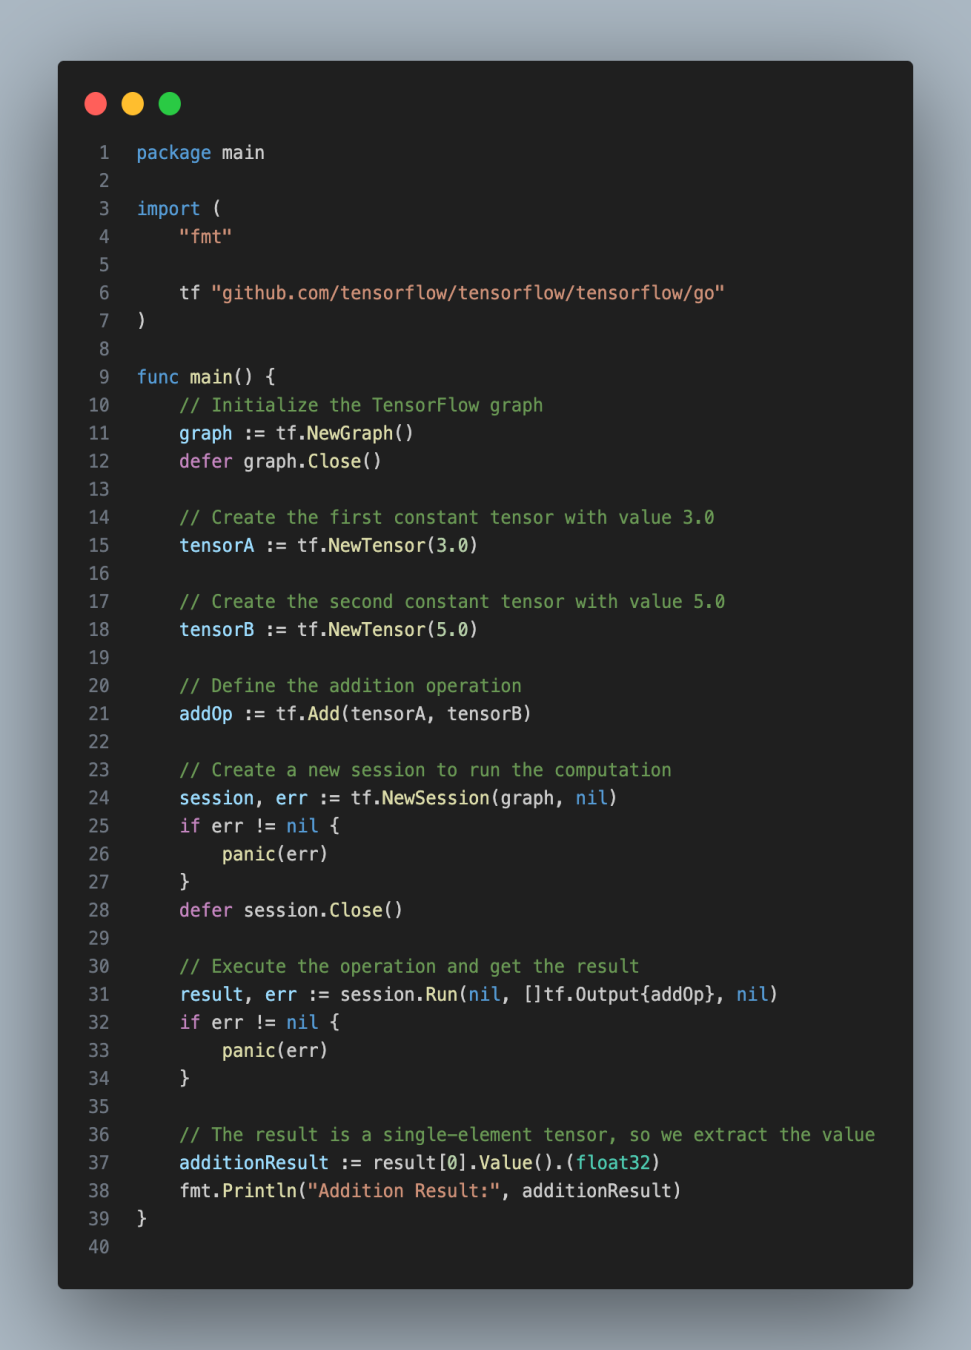 1 package main
2
3 import (
4     "fmt"
5
6     tf "github.com/tensorflow/tensorflow/tensorflow/go"
7 )
8
9 func main() {
10     // Initialize the TensorFlow graph
11     graph := tf.NewGraph()
12     defer graph.Close()
13
14     // Create the first constant tensor with value 3.0
15     tensorA := tf.NewTensor(3.0)
16
17     // Create the second constant tensor with value 5.0
18     tensorB := tf.NewTensor(5.0)
19
20     // Define the addition operation
21     addOp := tf.Add(tensorA, tensorB)
22
23     // Create a new session to run the computation
24     session, err := tf.NewSession(graph, nil)
25     if err != nil {
26         panic(err)
27     }
28     defer session.Close()
29
30     // Execute the operation and get the result
31     result, err := session.Run(nil, []tf.Output{addOp}, nil)
32     if err != nil {
33         panic(err)
34     }
35
36     // The result is a single-element tensor, so we extract the value
37     additionResult := result[0].Value().(float32)
38     fmt.Println("Addition Result:", additionResult)
39 }
40